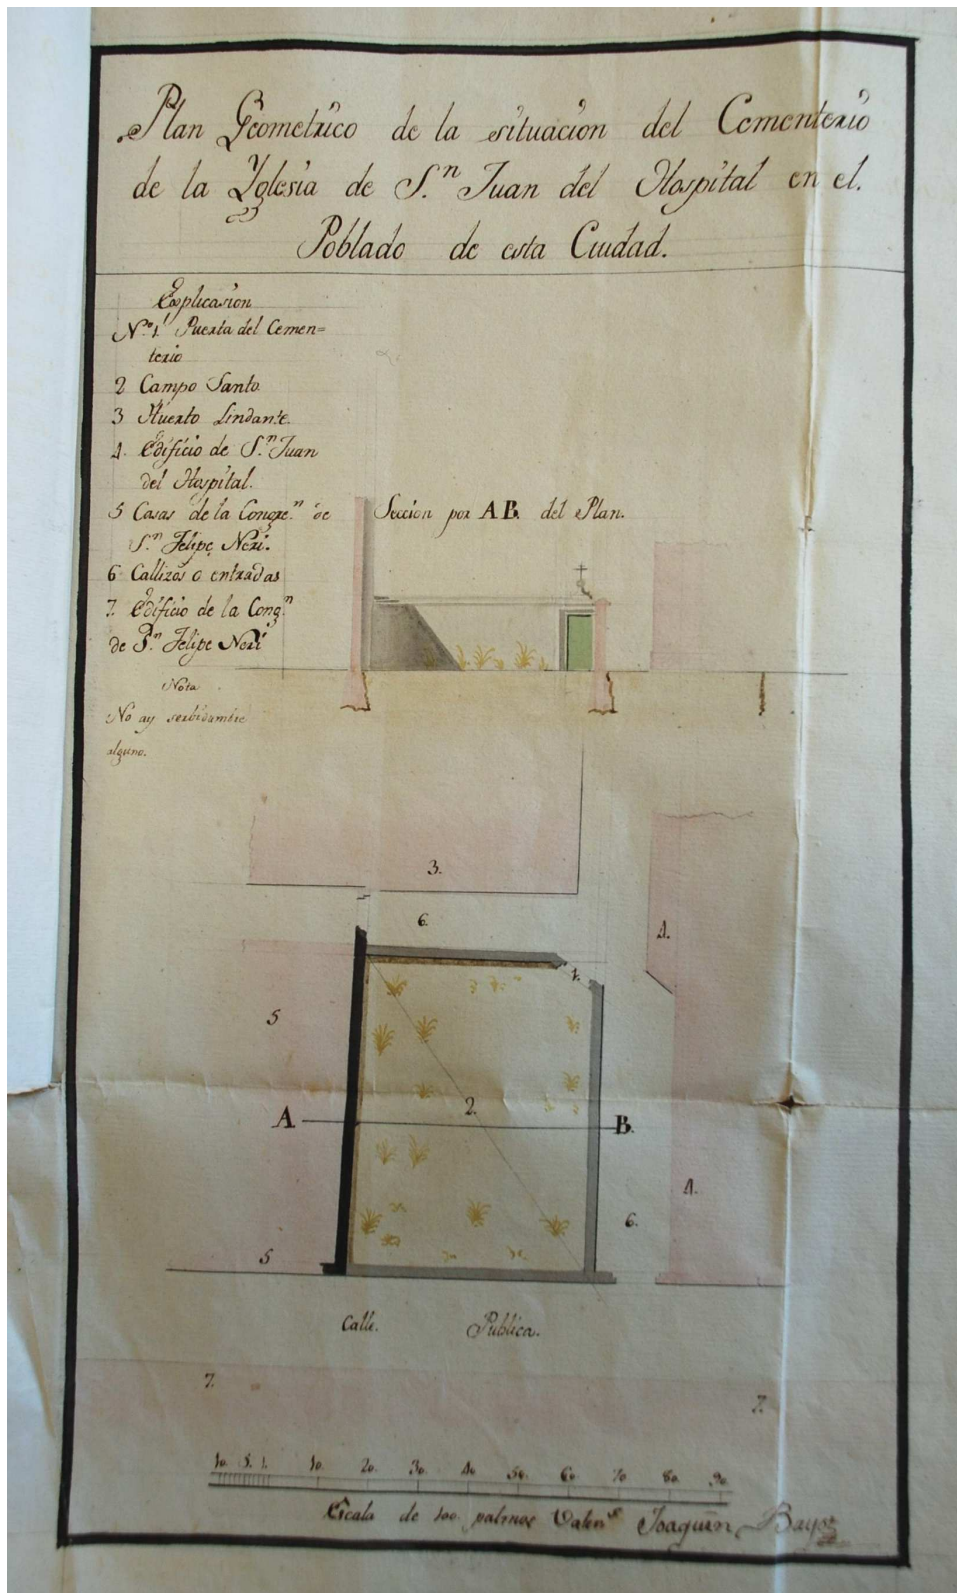 Plan Geometrico de la situacion del Cementerio
de la Yglesia de S.n Juan del Hospital en el.
Poblado de esta Ciudad.
Explicasion
N.o 1. Puerta del Cemen=
terio
2 Campo Santo
3 Huerto Lindante.
4. Edificio de S.n Juan
del Hospital.
5 Casas de la Congre.n de
S.n Felipe Neri.
6 Callizos o entradas
7. Edificio de la Cong.n
de S.n Felipe Neri
Nota
No ay serbidumbre
alguno.
Seccion por A B. del Plan.
3.
6.
1.
4.
5
A
2.
B.
4.
6.
5
Calle. Publica.
7.
7.
10. 5. 1. 10. 20. 30. 40. 50. 60. 70. 80. 90.
Escala de 100. palmos Valen.s Joaquin